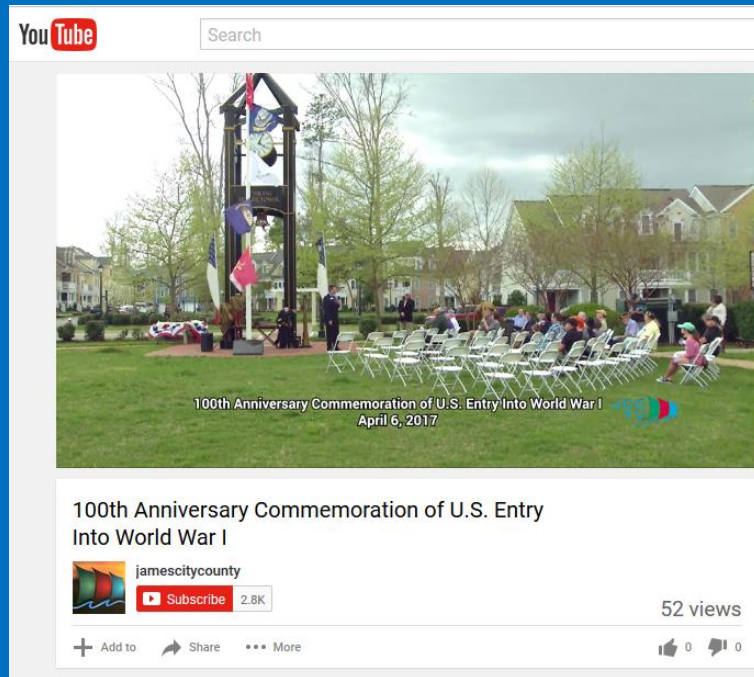 You Tube
Search
100th Anniversary Commemoration of U.S. Entry Into World War I
April 6, 2017
100th Anniversary Commemoration of U.S. Entry
Into World War I
jamescitycounty
Subscribe 2.8K
52 views
Add to Share More 0 0